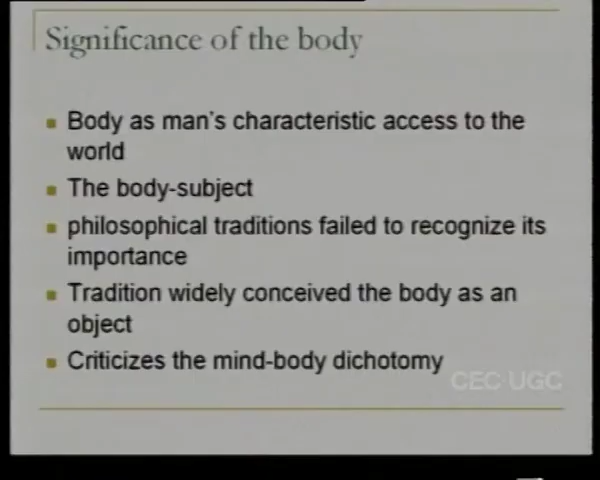 Significance of the body
Body as man's characteristic access to the
world
The body-subject
philosophical traditions failed to recognize its
importance
Tradition widely conceived the body as an
object
Criticizes the mind-body dichotomy
CEC UGC